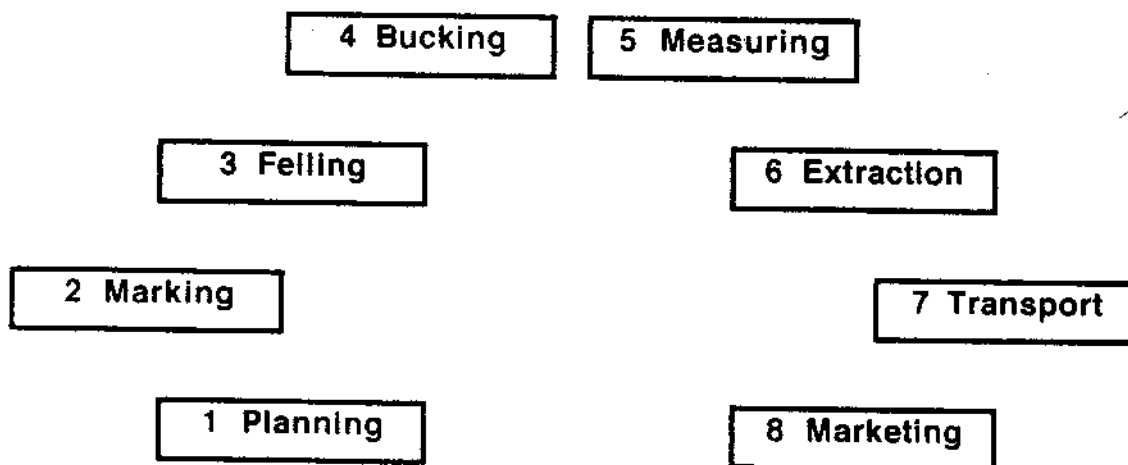 4 Bucking
5 Measuring
3 Felling
6 Extraction
2 Marking
7 Transport
1 Planning
8 Marketing